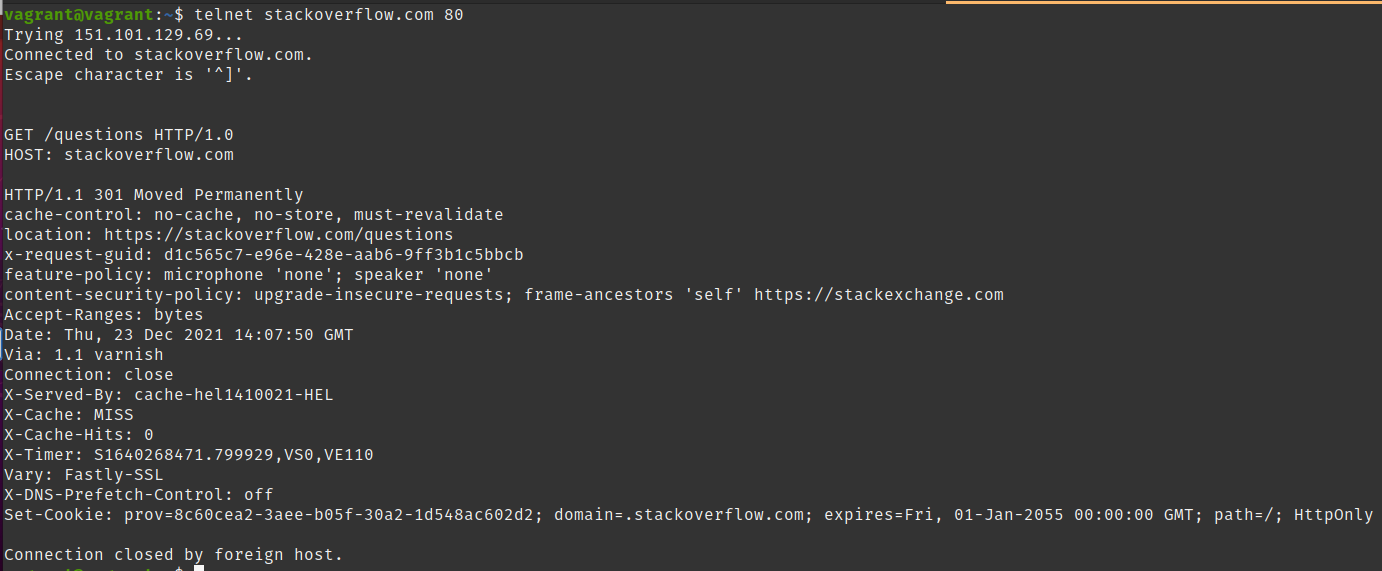 vagrant@vagrant:~$ telnet stackoverflow.com 80
Trying 151.101.129.69...
Connected to stackoverflow.com.
Escape character is '^]'.
GET /questions HTTP/1.0
HOST: stackoverflow.com
HTTP/1.1 301 Moved Permanently
cache-control: no-cache, no-store, must-revalidate
location: https://stackoverflow.com/questions
x-request-guid: d1c565c7-e96e-428e-aab6-9ff3b1c5bbcb
feature-policy: microphone 'none'; speaker 'none'
content-security-policy: upgrade-insecure-requests; frame-ancestors 'self' https://stackexchange.com
Accept-Ranges: bytes
Date: Thu, 23 Dec 2021 14:07:50 GMT
Via: 1.1 varnish
Connection: close
X-Served-By: cache-hel1410021-HEL
X-Cache: MISS
X-Cache-Hits: 0
X-Timer: S1640268471.799929,VS0,VE110
Vary: Fastly-SSL
X-DNS-Prefetch-Control: off
Set-Cookie: prov=8c60cea2-3aee-b05f-30a2-1d548ac602d2; domain=.stackoverflow.com; expires=Fri, 01-Jan-2055 00:00:00 GMT; path=/; HttpOnly
Connection closed by foreign host.